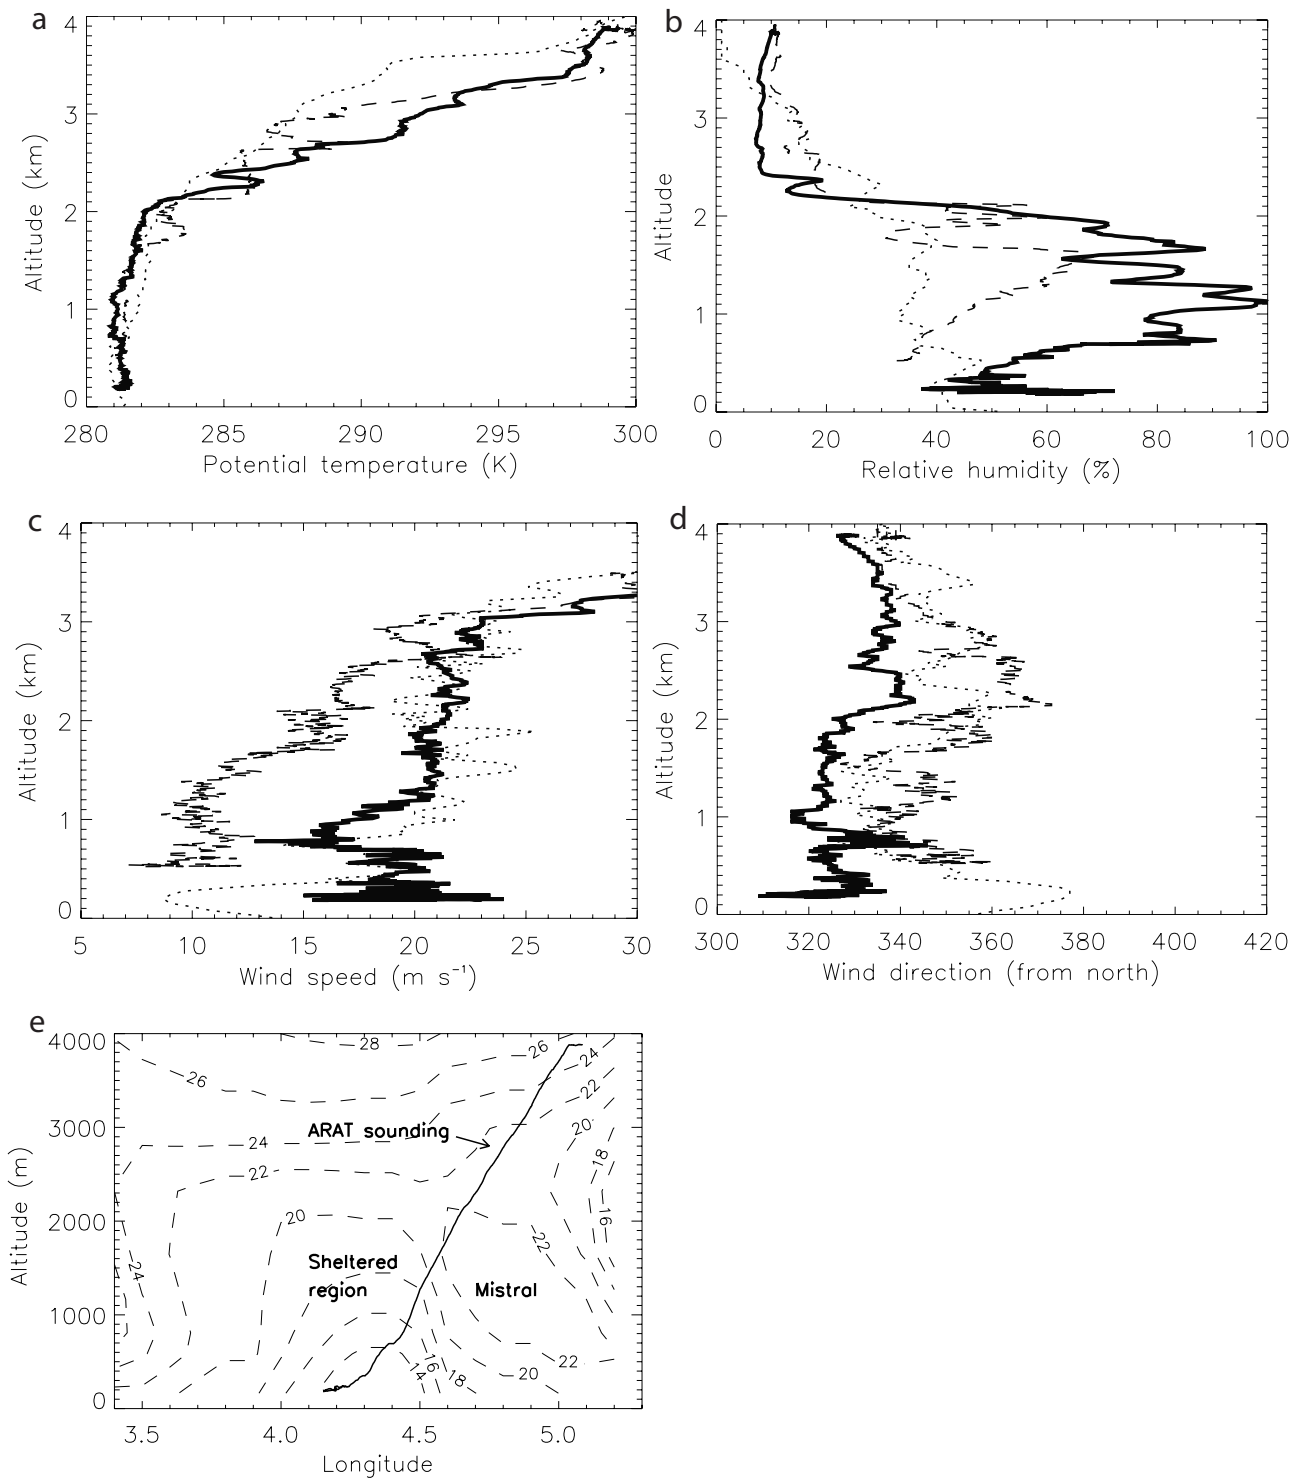 a
4
3
2
1
0
Altitude (km)
280 285 290 295 300
Potential temperature (K)
b
4
3
2
1
0
Altitude
0 20 40 60 80 100
Relative humidity (%)
c
4
3
2
1
0
Altitude (km)
5 10 15 20 25 30
Wind speed (m s⁻¹)
d
4
3
2
1
0
Altitude (km)
300 320 340 360 380 400 420
Wind direction (from north)
e
4000
3000
2000
1000
0
Altitude (m)
28
26
24
26
22
ARAT sounding
20
24
18
22
20
16
22
Sheltered
region
Mistral
24
22
16
14
18
20
3.5 4.0 4.5 5.0
Longitude